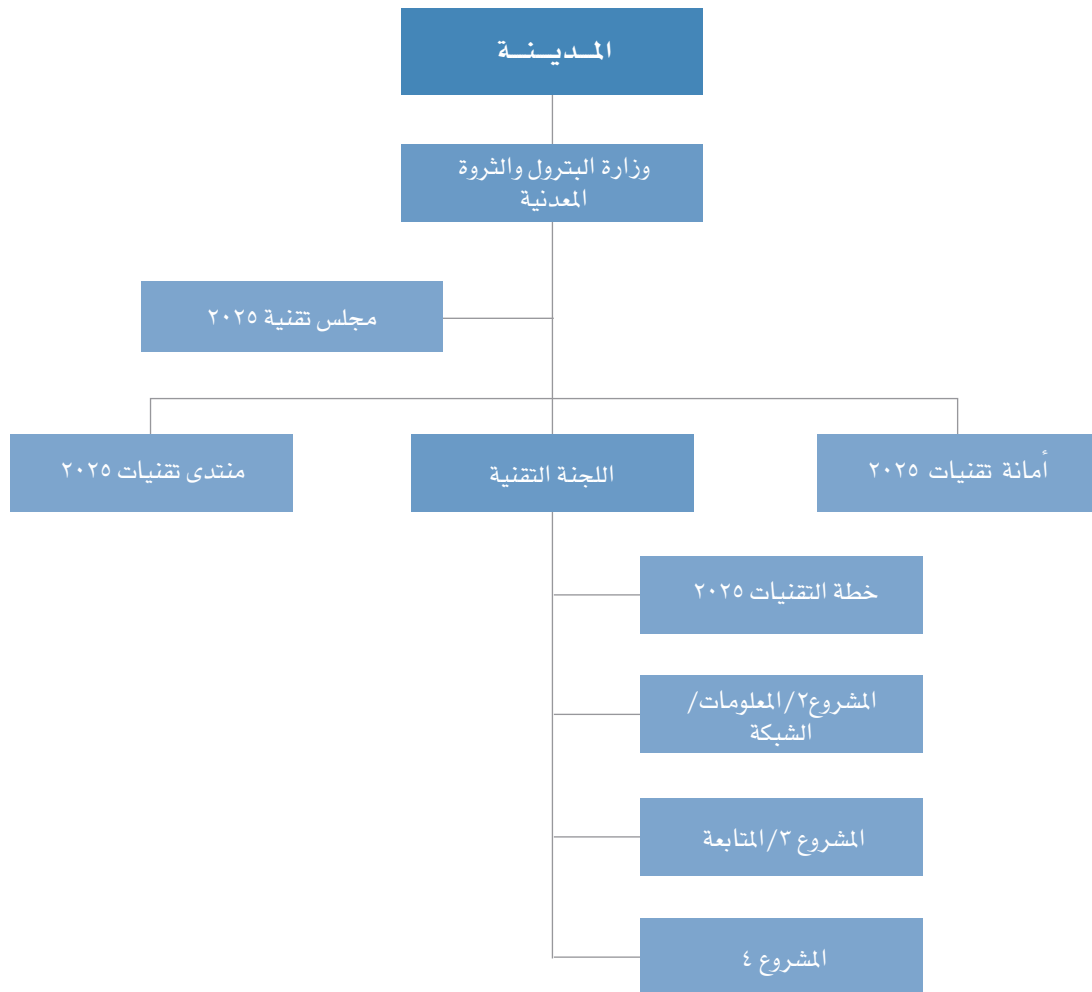 المـــديـــنـــة
وزارة البترول والثروة
المعدنية
مجلس تقنية ٢٠٢٥
أمانة تقنيات ٢٠٢٥
اللجنة التقنية
منتدى تقنيات ٢٠٢٥
خطة التقنيات ٢٠٢٥
المشروع٢/المعلومات/
الشبكة
المشروع ٣/المتابعة
المشروع ٤